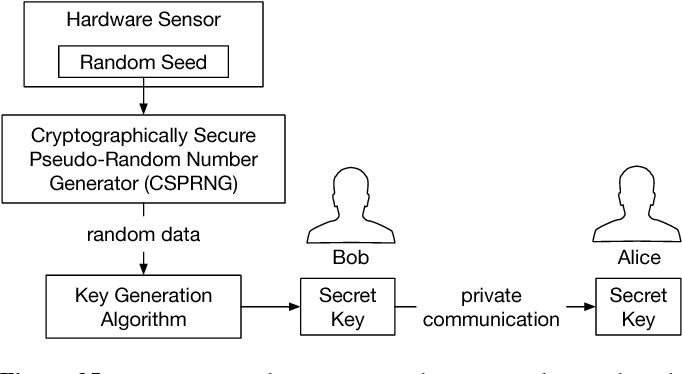 Hardware Sensor
Random Seed
Cryptographically Secure
Pseudo-Random Number
Generator (CSPRNG)
random data
Key Generation
Algorithm
Bob
Secret
Key
private
communication
Alice
Secret
Key